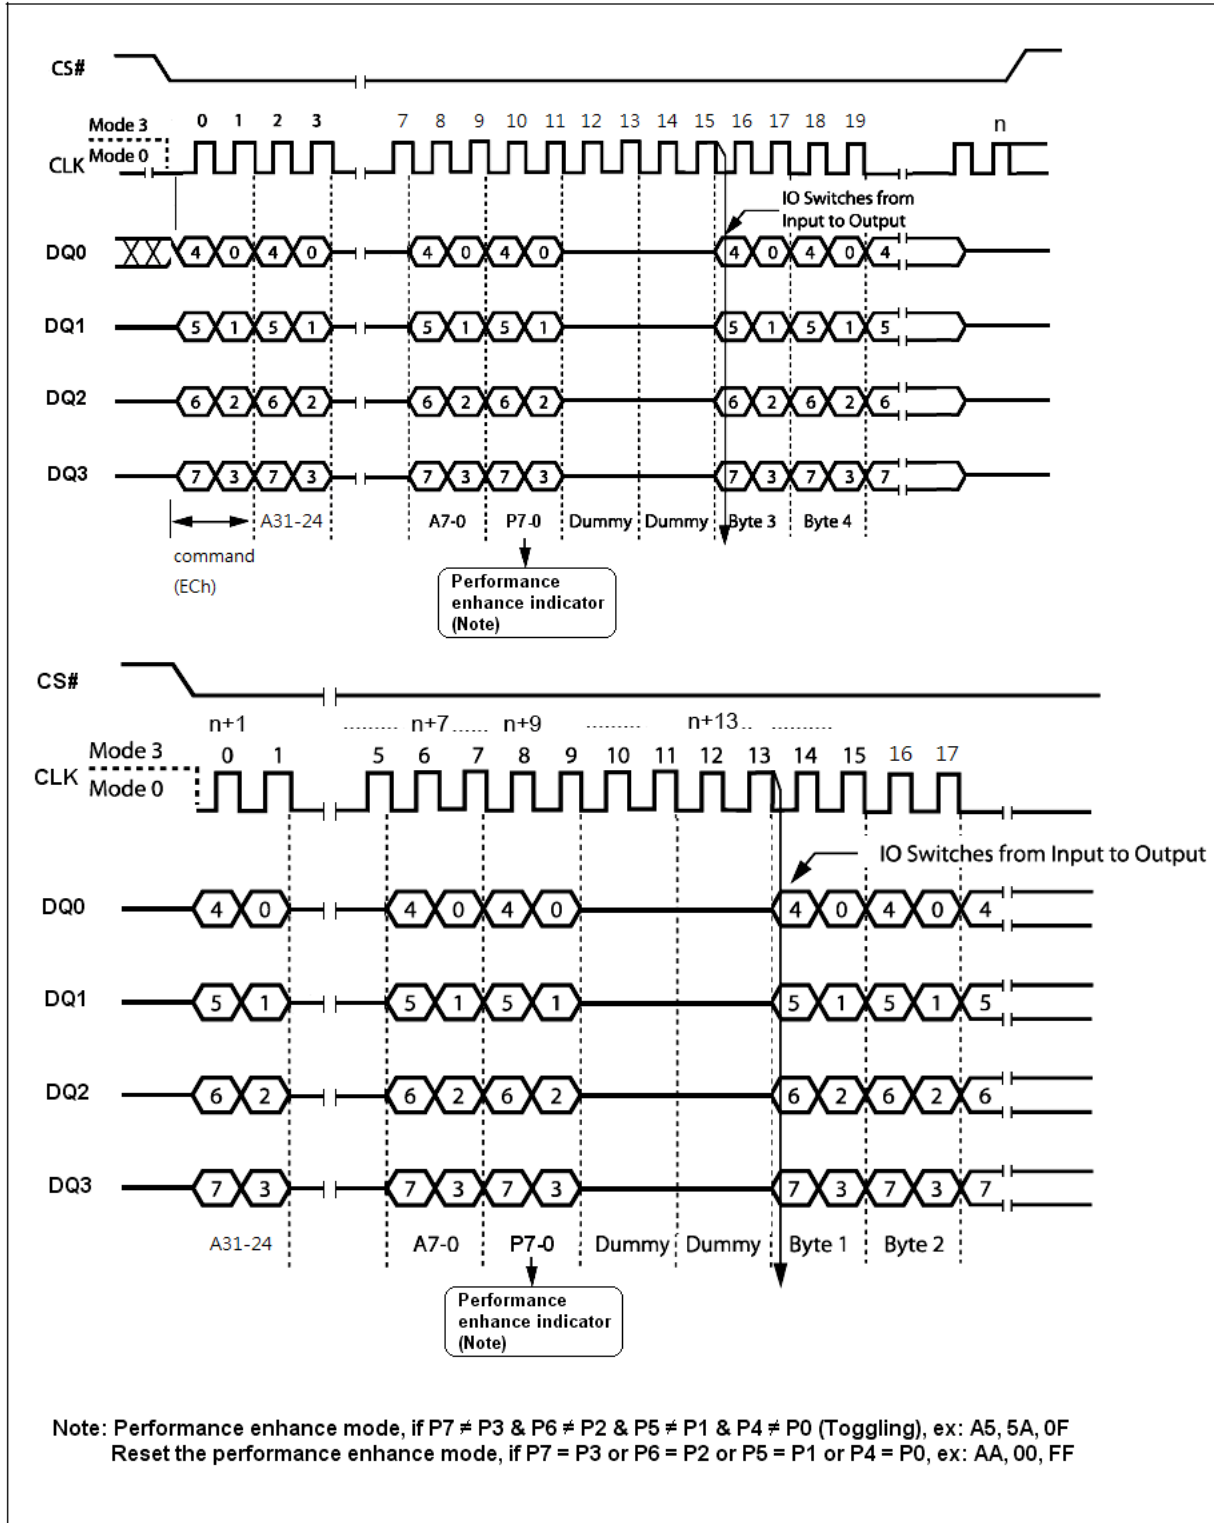 CS#
Mode 3
Mode 0
CLK
0 1 2 3 7 8 9 10 11 12 13 14 15 16 17 18 19 n
IO Switches from
Input to Output
DQ0 4 0 4 0 4 0 4 0 4 0 4 0 4
DQ1 5 1 5 1 5 1 5 1 5 1 5 1 5
DQ2 6 2 6 2 6 2 6 2 6 2 6 2 6
DQ3 7 3 7 3 7 3 7 3 7 3 7 3 7
A31-24 A7-0 P7-0 Dummy Dummy Byte 3 Byte 4
command
(ECh)
Performance
enhance indicator
(Note)
CS#
n+1 ......... n+7 ...... n+9 ......... n+13.. ..........
Mode 3
Mode 0
CLK
0 1 5 6 7 8 9 10 11 12 13 14 15 16 17
IO Switches from Input to Output
DQ0 4 0 4 0 4 0 4 0 4 0 4
DQ1 5 1 5 1 5 1 5 1 5 1 5
DQ2 6 2 6 2 6 2 6 2 6 2 6
DQ3 7 3 7 3 7 3 7 3 7 3 7
A31-24 A7-0 P7-0 Dummy Dummy Byte 1 Byte 2
Performance
enhance indicator
(Note)
Note: Performance enhance mode, if P7 ≠ P3 & P6 ≠ P2 & P5 ≠ P1 & P4 ≠ P0 (Toggling), ex: A5, 5A, 0F
Reset the performance enhance mode, if P7 = P3 or P6 = P2 or P5 = P1 or P4 = P0, ex: AA, 00, FF